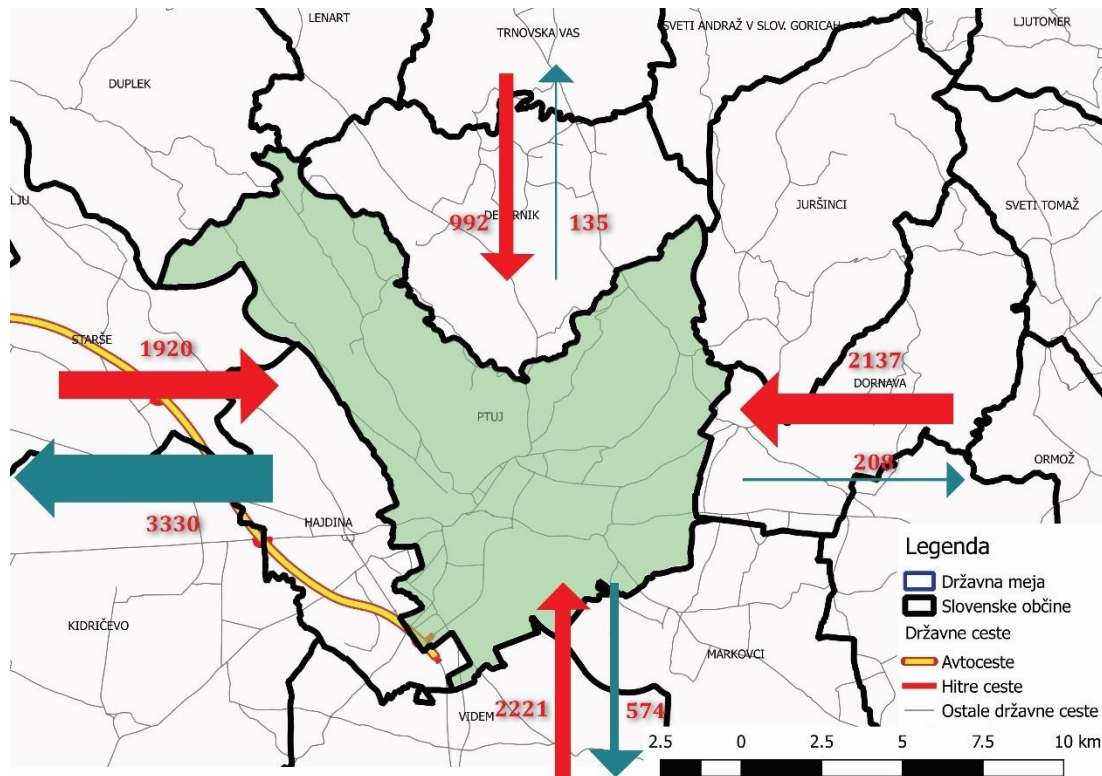 LENART
TRNOVSKA VAS
SVETI ANDRAŽ V SLOV. GORICAH
LJUTOMER
DUPLEK
LJU
992
135
JURŠINCI
SVETI TOMAŽ
STARŠE
1920
2137
DORNAVA
PTUJ
208
ORMOŽ
3330
HAJDINA
KIDRIČEVO
MARKOVCI
VIDEM
2221
574
Legenda
Državna meja
Slovenske občine
Državne ceste
Avtoceste
Hitre ceste
Ostale državne ceste
2.5 0 2.5 5 7.5 10 km